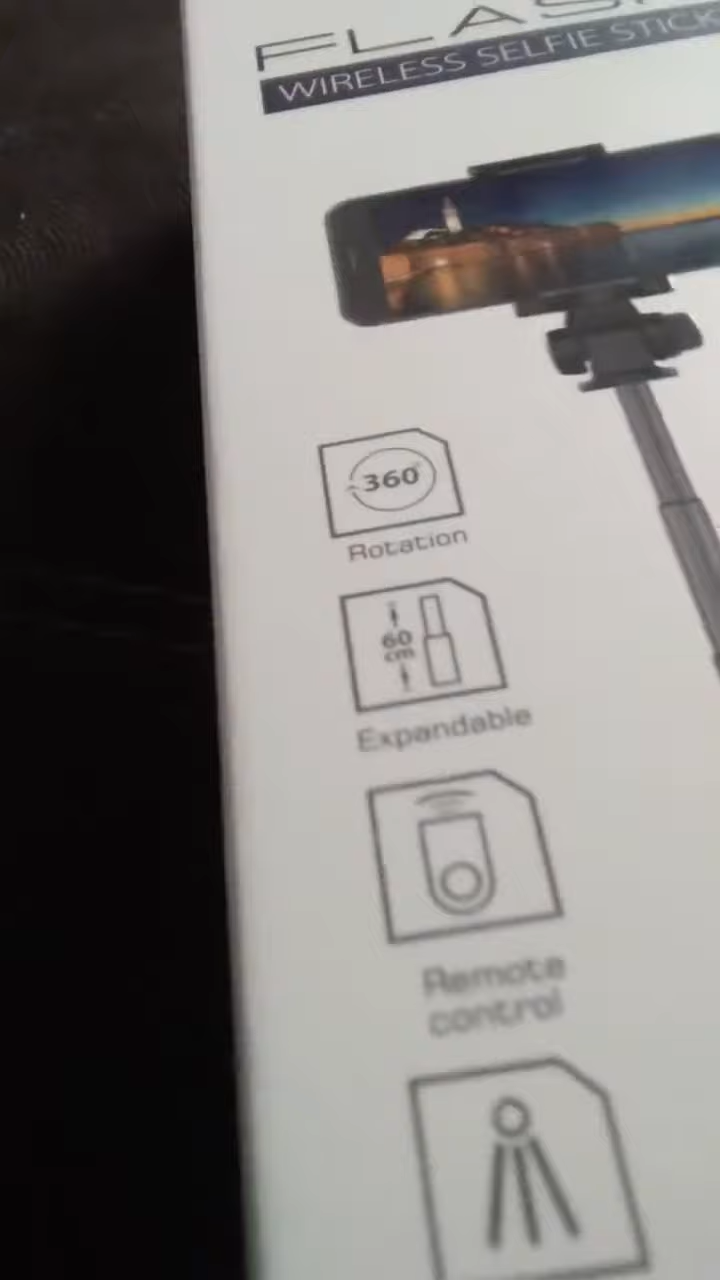 WIRELESS SELFIE STICK
360°
Rotation
60
cm
Expandable
Remote
control